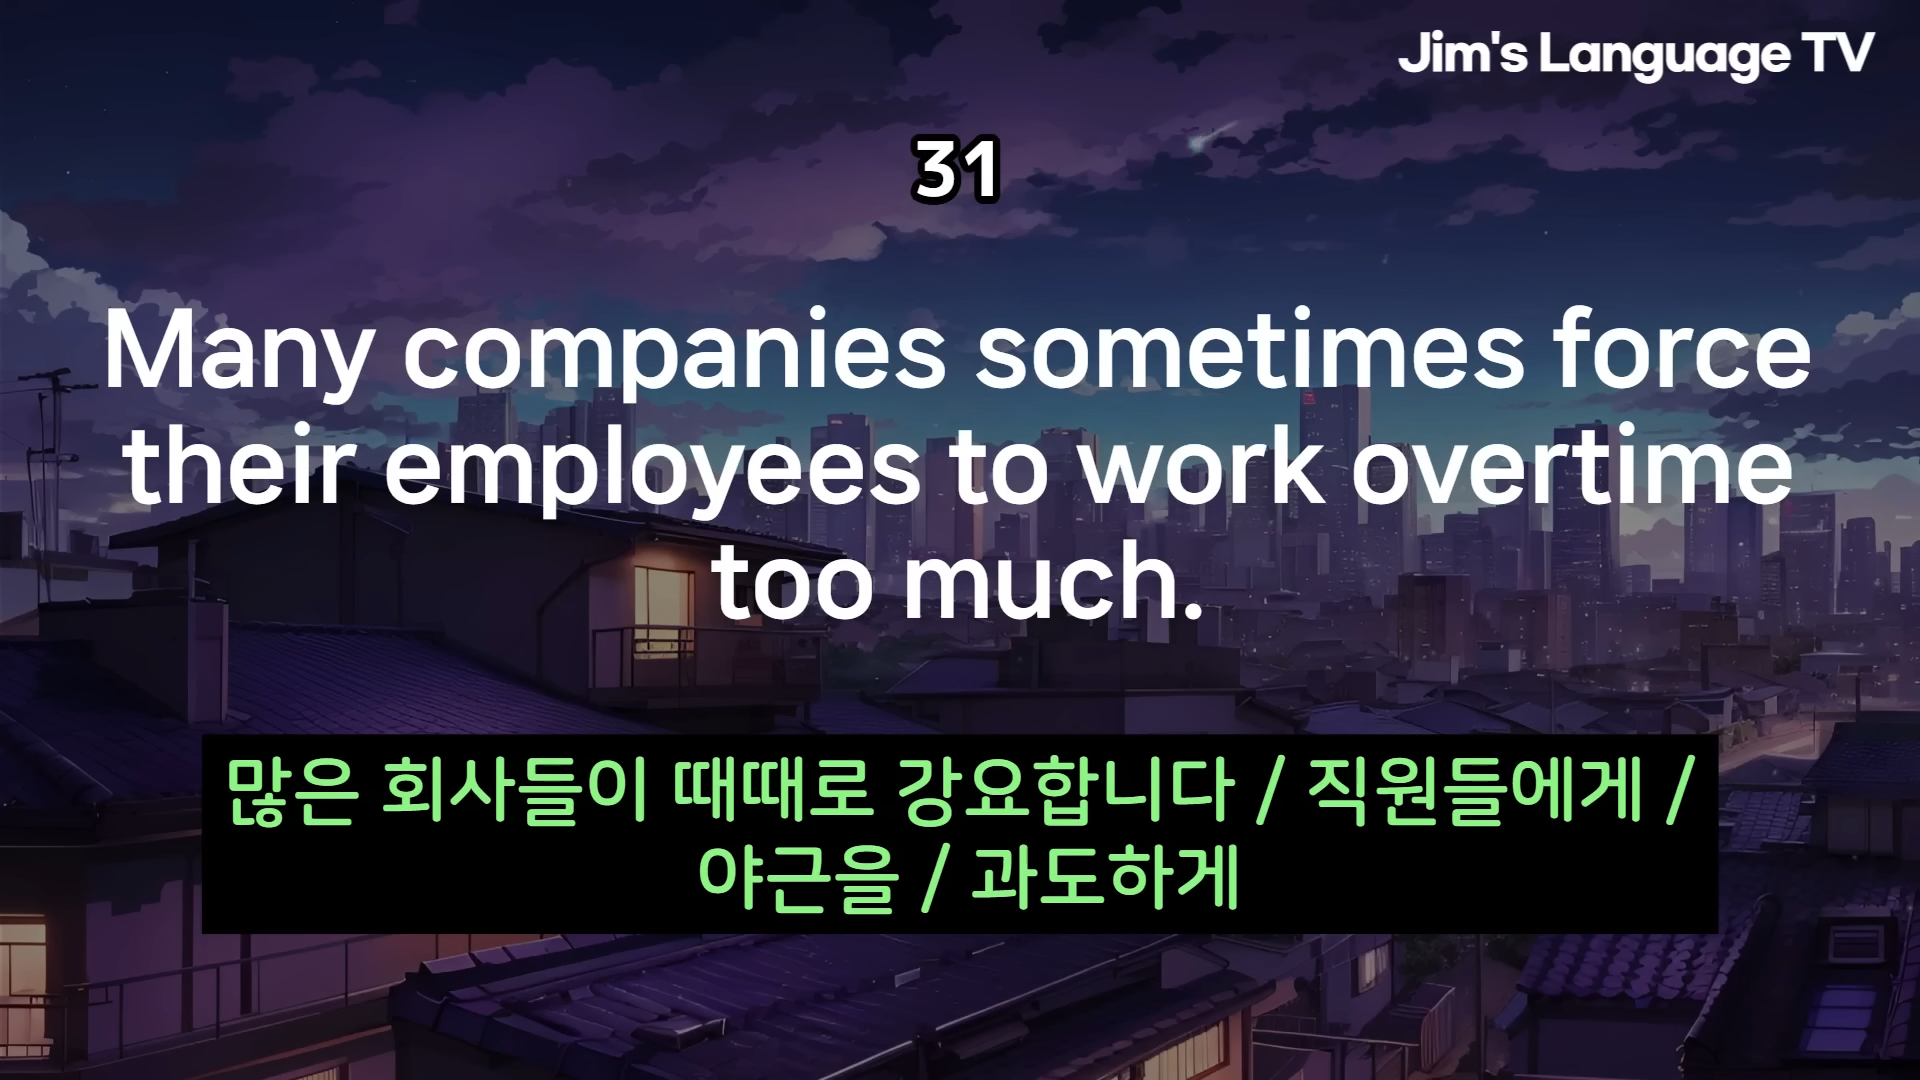 Jim's Language TV
31
Many companies sometimes force
their employees to work overtime
too much.
많은 회사들이 때때로 강요합니다 / 직원들에게 /
야근을 / 과도하게